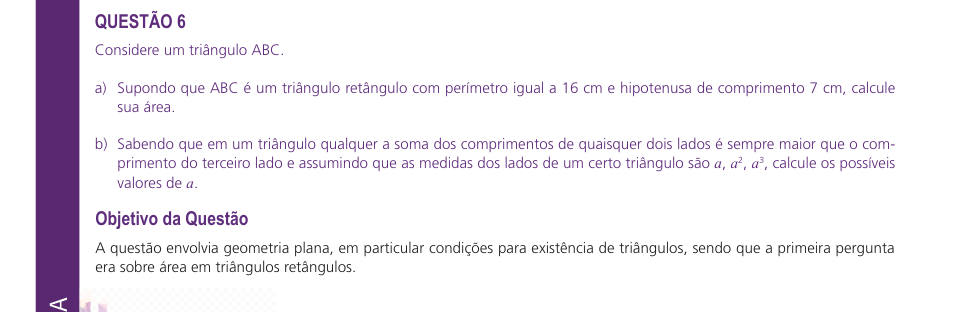 QUESTÃO 6
Considere um triângulo ABC.
a) Supondo que ABC é um triângulo retângulo com perímetro igual a 16 cm e hipotenusa de comprimento 7 cm, calcule
sua área.
b) Sabendo que em um triângulo qualquer a soma dos comprimentos de quaisquer dois lados é sempre maior que o com-
primento do terceiro lado e assumindo que as medidas dos lados de um certo triângulo são a, a², a³, calcule os possíveis
valores de a.
Objetivo da Questão
A questão envolvia geometria plana, em particular condições para existência de triângulos, sendo que a primeira pergunta
era sobre área em triângulos retângulos.
A